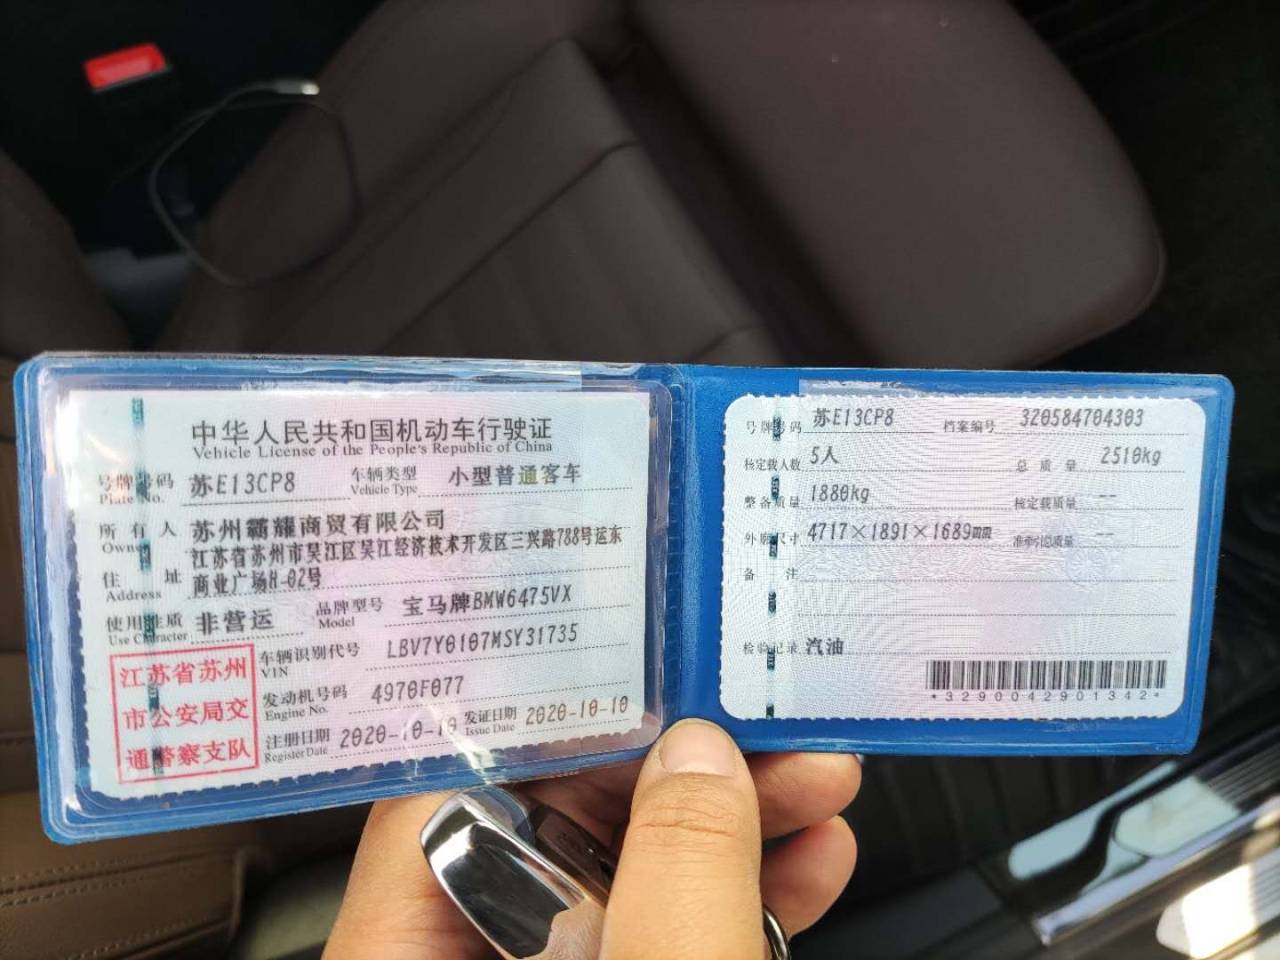 中华人民共和国机动车行驶证
Vehicle License of the People's Republic of China
号牌号码 苏E13CP8 车辆类型 小型普通客车
Plate No. Vehicle Type
所有人 苏州霸耀商贸有限公司
Owner
住址 江苏省苏州市吴江区吴江经济技术开发区三兴路788号运东
Address 商业广场H-02号
使用性质 非营运 品牌型号 宝马牌BMW6475VX
Use Character Model
车辆识别代号 LBV7Y0107MSY31735
VIN
发动机号码 4970F077
Engine No.
注册日期 2020-10-10 发证日期 2020-10-10
Register Date Issue Date
江苏省苏州
市公安局交
通警察支队
号牌号码 苏E13CP8 档案编号 320584704303
核定载人数 5人 总质量 2510kg
整备质量 1880kg 核定载质量 --
外廓尺寸 4717×1891×1689mm 准牵引总质量 --
备注
检验记录 汽油
*3290042901342*